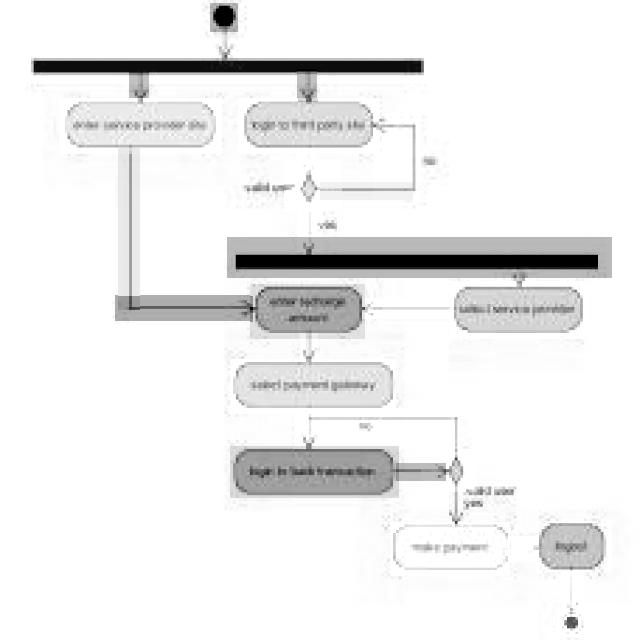 enter service provider site
login to third party site
no
valid user
yes
enter recharge
amount
select service provider
select payment gateway
no
login to bank transaction
valid user
yes
make payment
logout